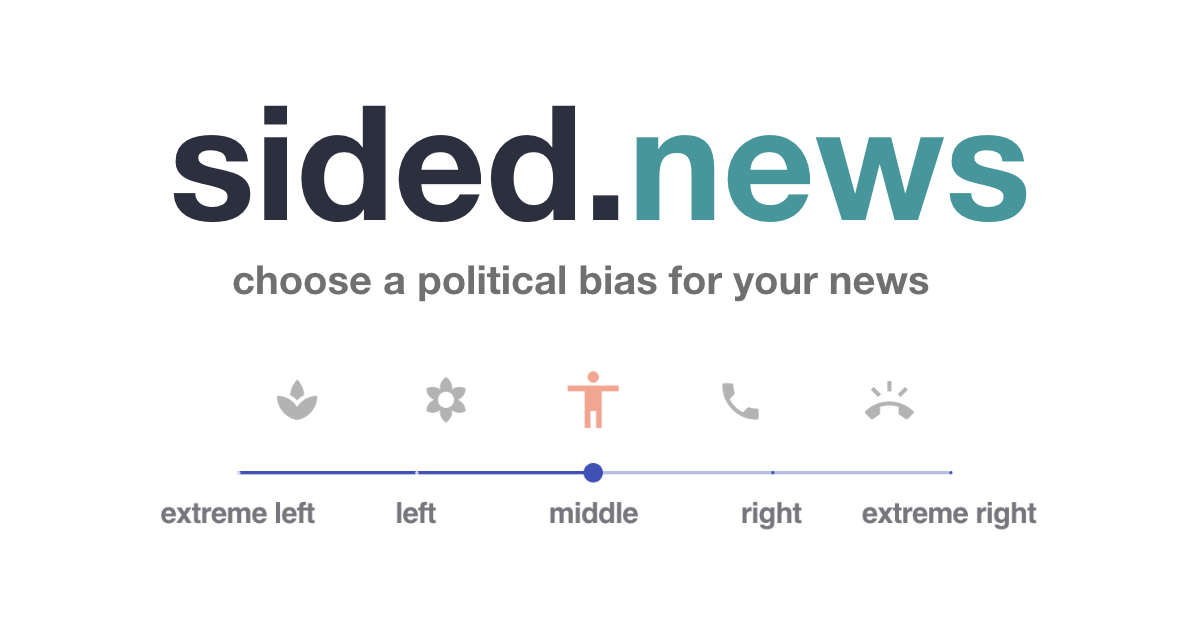 sided.news
choose a political bias for your news
extreme left left middle right extreme right